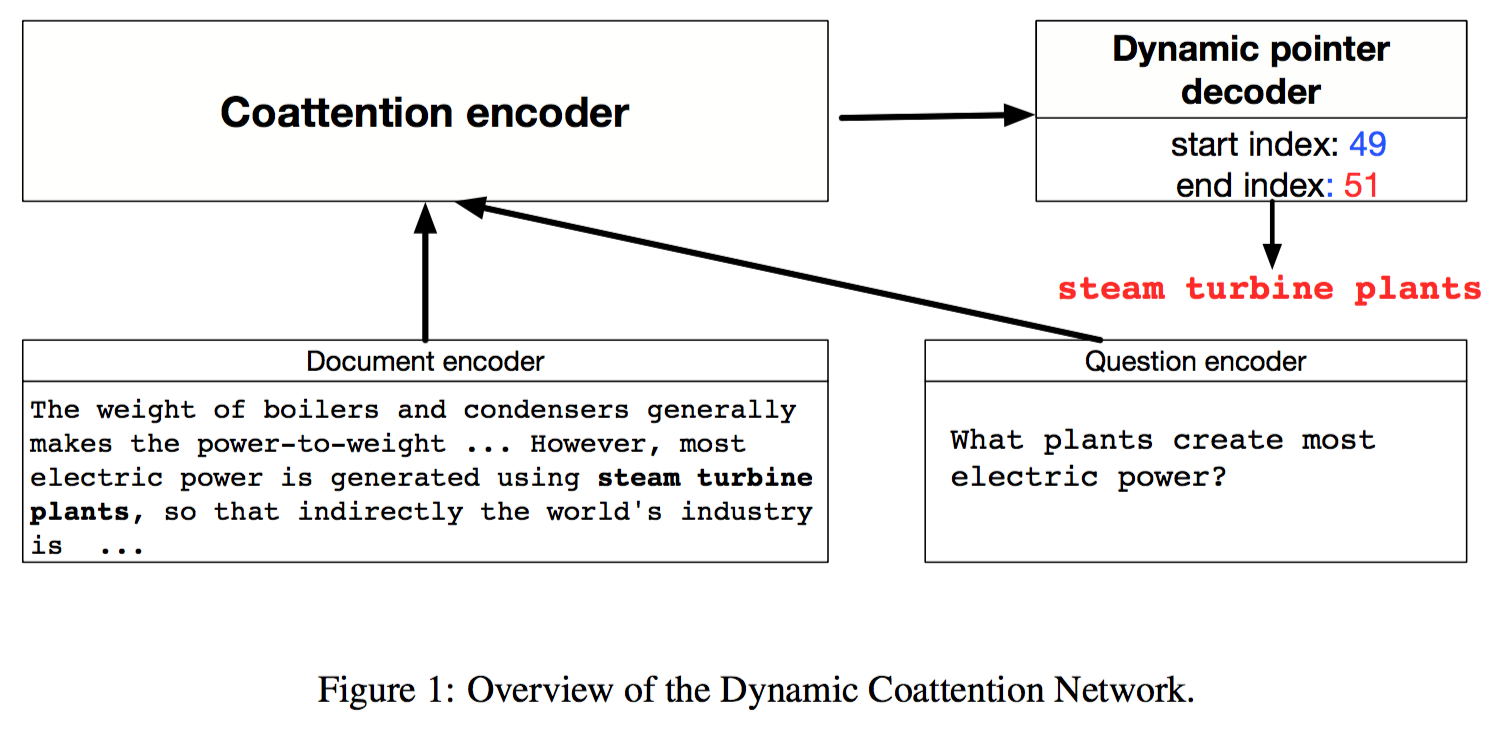 Coattention encoder
Dynamic pointer
decoder
start index: 49
end index: 51
steam turbine plants
Document encoder
The weight of boilers and condensers generally
makes the power-to-weight ... However, most
electric power is generated using steam turbine
plants, so that indirectly the world's industry
is ...
Question encoder
What plants create most
electric power?
Figure 1: Overview of the Dynamic Coattention Network.